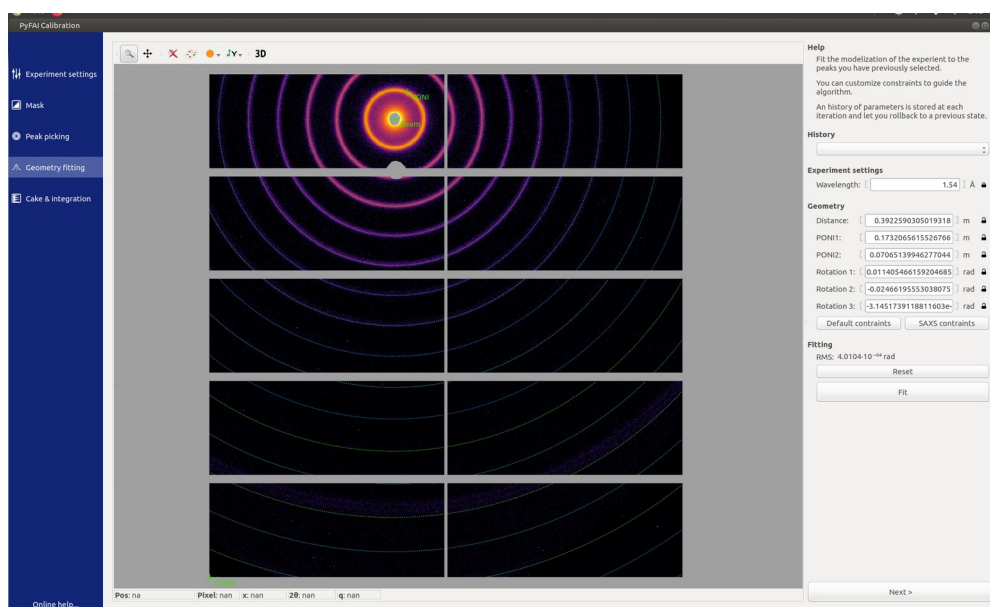 PyFAI Calibration
Experiment settings
Mask
Peak picking
Geometry fitting
Cake & integration
Online help...
3D
PONI
Beam
Pos: na
Pixel: nan
x: nan
2θ: nan
q: nan
Help
Fit the modelization of the experient to the
peaks you have previously selected.
You can customize constraints to guide the
algorithm.
An history of parameters is stored at each
iteration and let you rollback to a previous state.
History
Experiment settings
Wavelength: [ 1.54 ] Å
Geometry
Distance: [ 0.3922590305019318 ] m
PONI1: [ 0.1732065615526766 ] m
PONI2: [ 0.07065139946277044 ] m
Rotation 1: [ 0.011405466159204685 ] rad
Rotation 2: [ -0.02466195553038075 ] rad
Rotation 3: [ -3.1451739118811603e- ] rad
Default contraints
SAXS contraints
Fitting
RMS: 4.0104·10⁻⁰⁴ rad
Reset
Fit
Next >